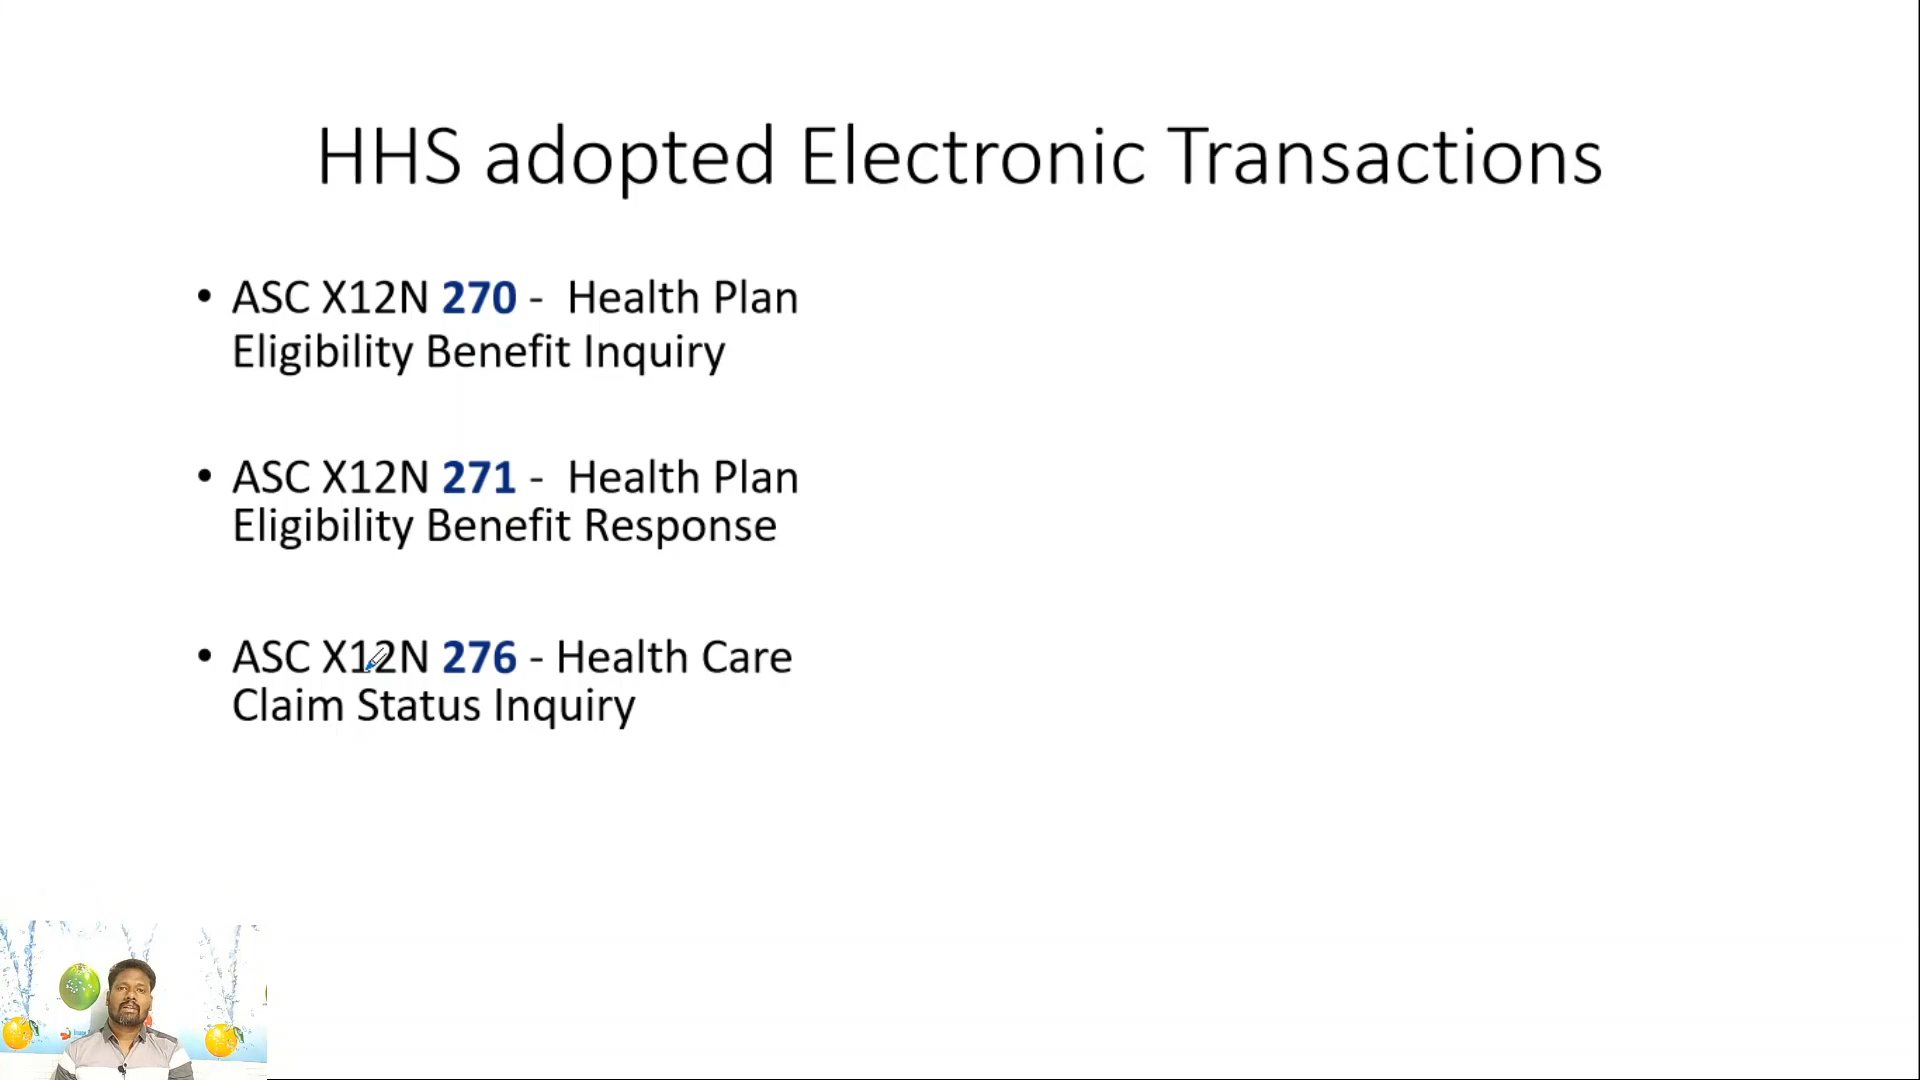 HHS adopted Electronic Transactions
• ASC X12N 270 - Health Plan
Eligibility Benefit Inquiry
• ASC X12N 271 - Health Plan
Eligibility Benefit Response
• ASC X12N 276 - Health Care
Claim Status Inquiry